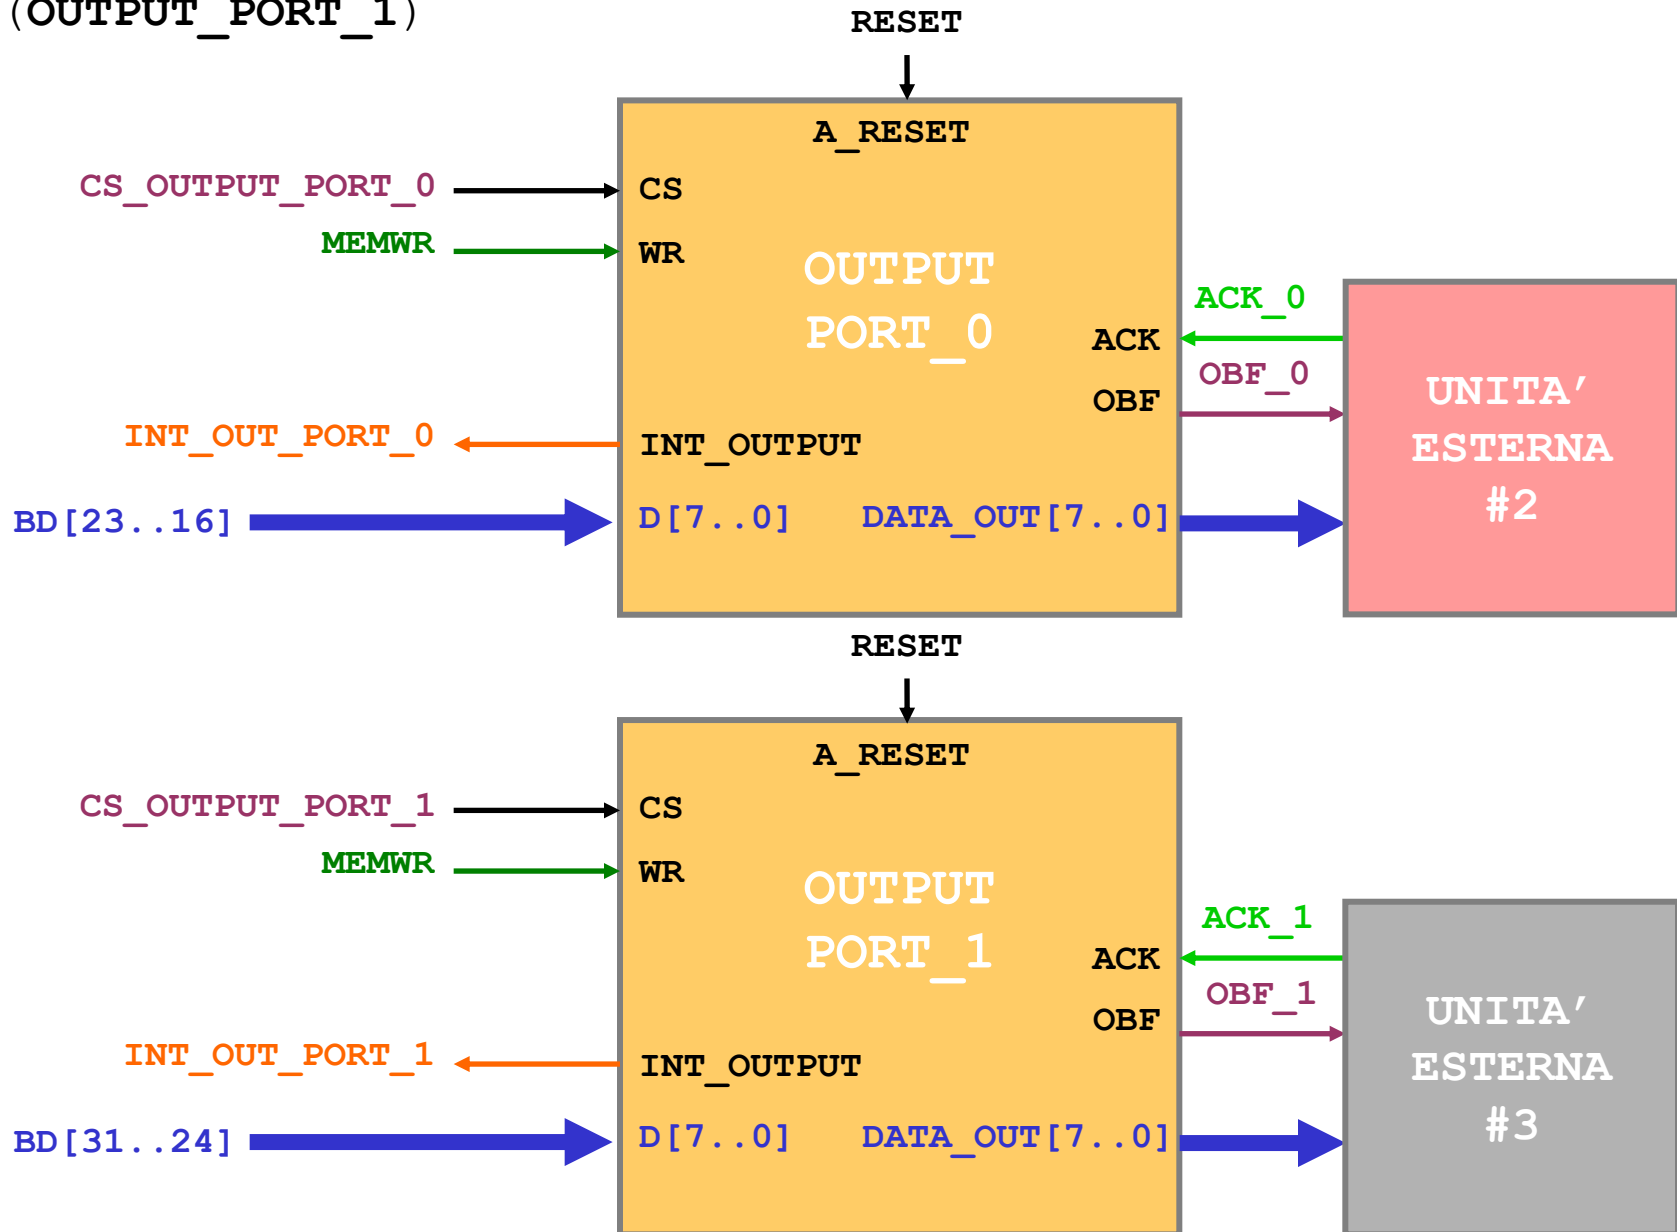 (OUTPUT_PORT_1)
RESET
A_RESET
CS_OUTPUT_PORT_0
CS
MEMWR
WR
OUTPUT
PORT_0
ACK_0
ACK
OBF_0
OBF
UNITA’
ESTERNA
#2
INT_OUT_PORT_0
INT_OUTPUT
BD[23..16]
D[7..0]
DATA_OUT[7..0]
RESET
A_RESET
CS_OUTPUT_PORT_1
CS
MEMWR
WR
OUTPUT
PORT_1
ACK_1
ACK
OBF_1
OBF
UNITA’
ESTERNA
#3
INT_OUT_PORT_1
INT_OUTPUT
BD[31..24]
D[7..0]
DATA_OUT[7..0]